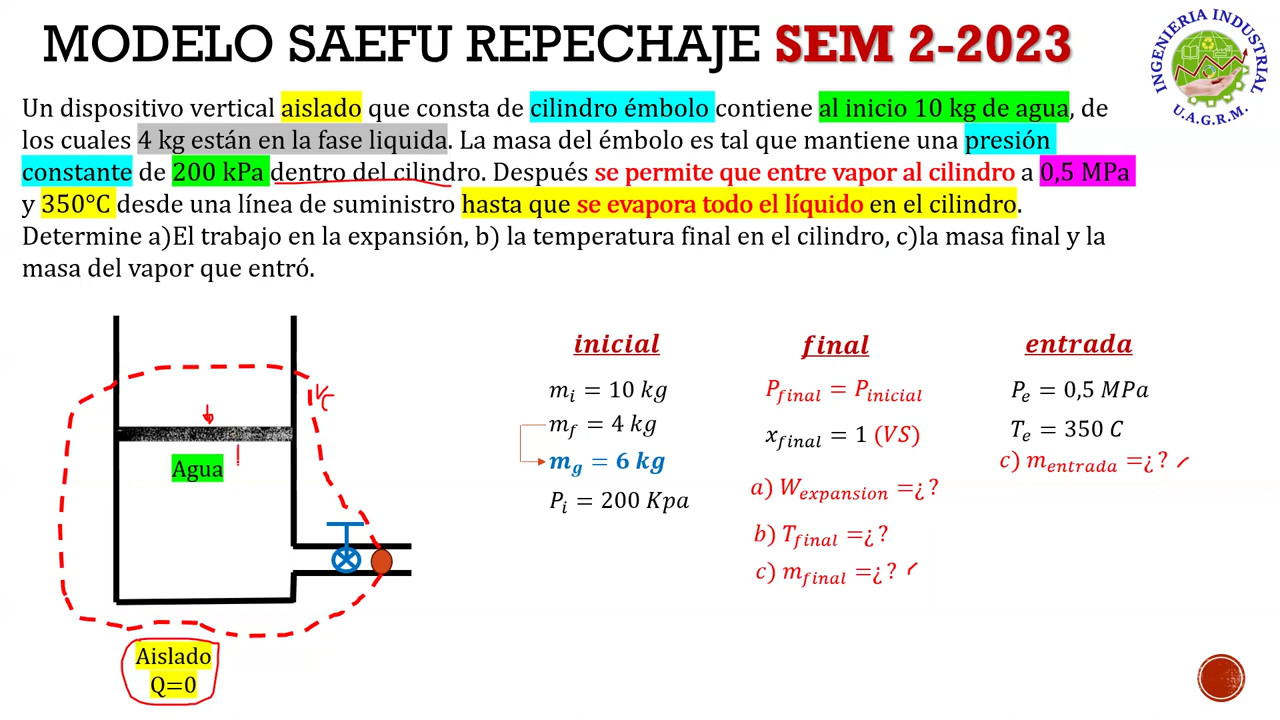 MODELO SAEFU REPECHAJE SEM 2-2023
INGENIERIA INDUSTRIAL
U.A.G.R.M.
Un dispositivo vertical aislado que consta de cilindro émbolo contiene al inicio 10 kg de agua, de
los cuales 4 kg están en la fase liquida. La masa del émbolo es tal que mantiene una presión
constante de 200 kPa dentro del cilindro. Después se permite que entre vapor al cilindro a 0,5 MPa
y 350°C desde una línea de suministro hasta que se evapora todo el líquido en el cilindro.
Determine a)El trabajo en la expansión, b) la temperatura final en el cilindro, c)la masa final y la
masa del vapor que entró.
VC
Agua
Aislado
Q=0
inicial
m_i = 10 kg
m_f = 4 kg
m_g = 6 kg
P_i = 200 Kpa
final
P_final = P_inicial
x_final = 1 (VS)
a) W_expansion =¿?
b) T_final =¿?
c) m_final =¿?
entrada
P_e = 0,5 MPa
T_e = 350 C
c) m_entrada =¿?